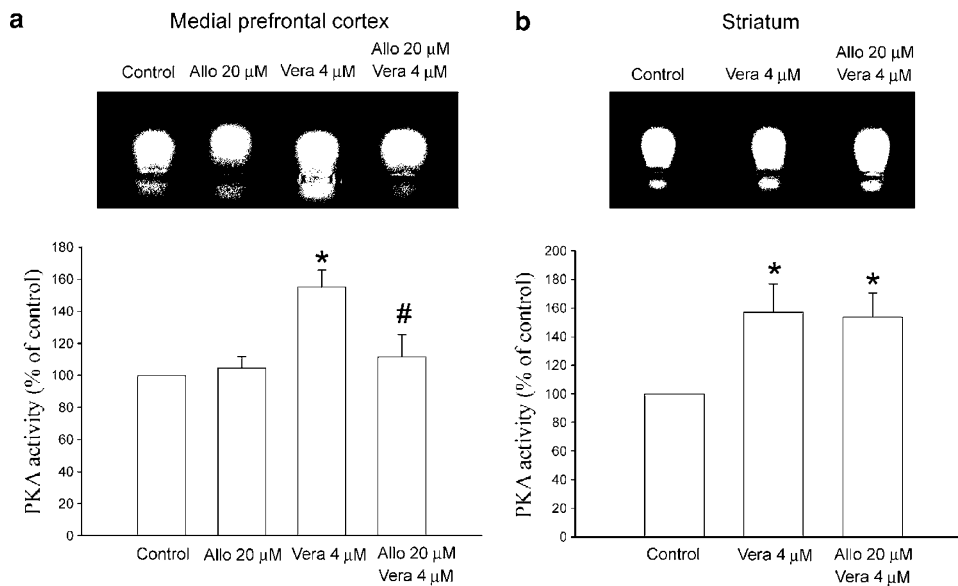 a
Medial prefrontal cortex
Control
Allo 20 μM
Vera 4 μM
Allo 20 μM
Vera 4 μM
PKA activity (% of control)
180
160
140
120
100
80
60
40
20
0
*
#
Control
Allo 20 μM
Vera 4 μM
Allo 20 μM
Vera 4 μM
b
Striatum
Control
Vera 4 μM
Allo 20 μM
Vera 4 μM
PKA activity (% of control)
200
180
160
140
120
100
80
60
40
20
0
*
*
Control
Vera 4 μM
Allo 20 μM
Vera 4 μM